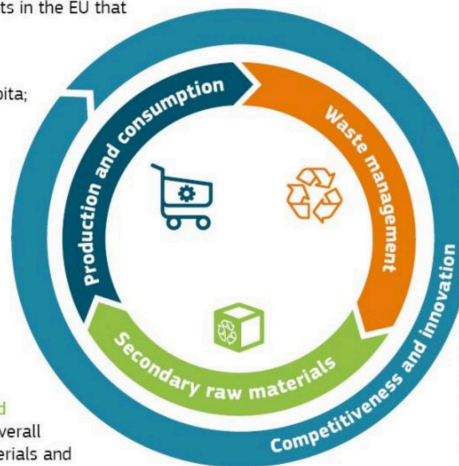 ts in the EU that
pita;
Production and consumption
Waste management
Secondary raw materials
Competitiveness and innovation
d
verall
erials and